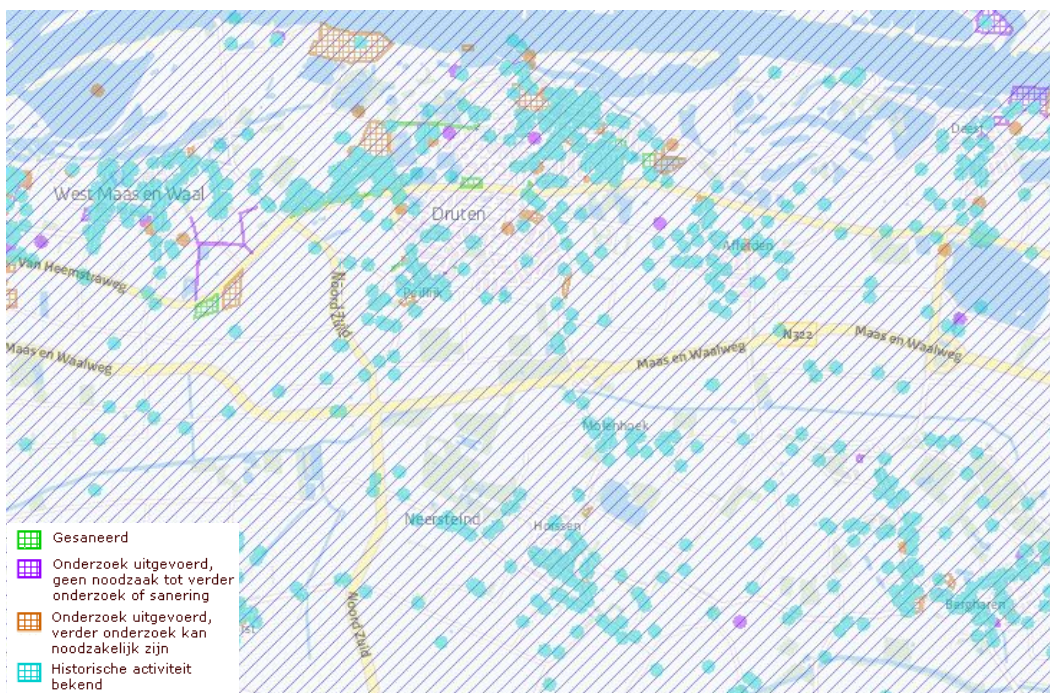 Deest
West Maas en Waal
Druten
Afferden
Van Heemstraweg
Puiflijk
Noord Zuid
N322
Maas en Waalweg
Maas en Waalweg
Maas en Waalweg
Molenhoek
Neersteind
Horssen
Bergharen
Noord Zuid
Gesaneerd
Onderzoek uitgevoerd,
geen noodzaak tot verder
onderzoek of sanering
Onderzoek uitgevoerd,
verder onderzoek kan
noodzakelijk zijn
Historische activiteit
bekend